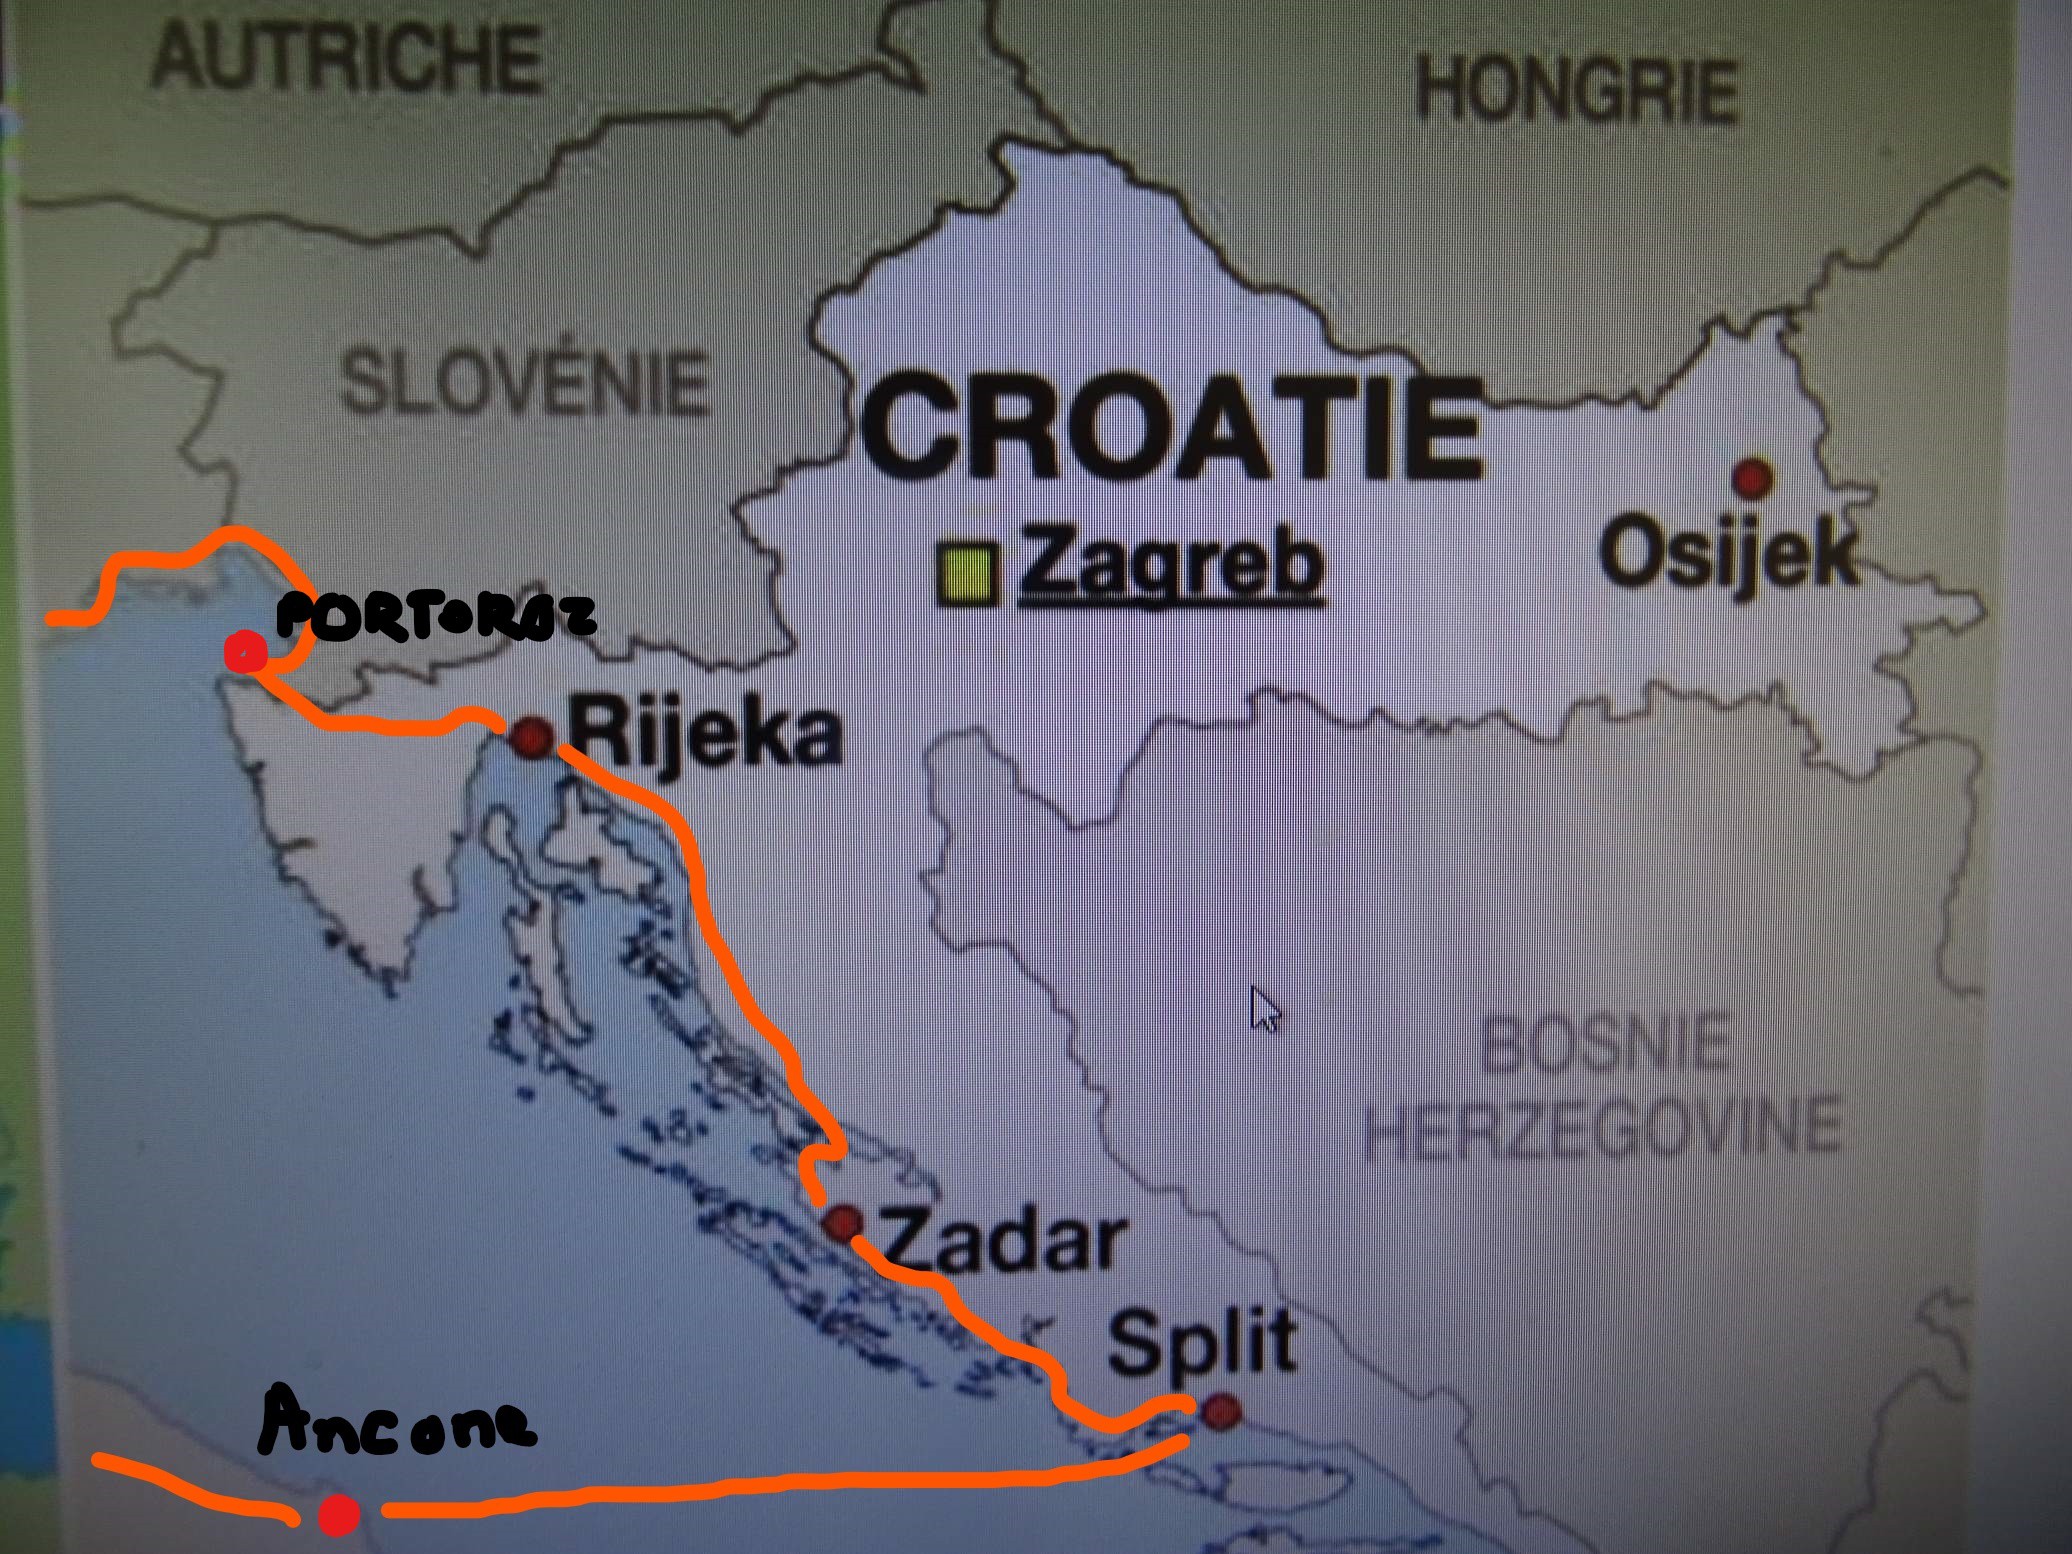 AUTRICHE
HONGRIE
SLOVÉNIE
CROATIE
Osijek
Zagreb
PORTOROZ
Rijeka
BOSNIE
HERZEGOVINE
Zadar
Split
Ancone